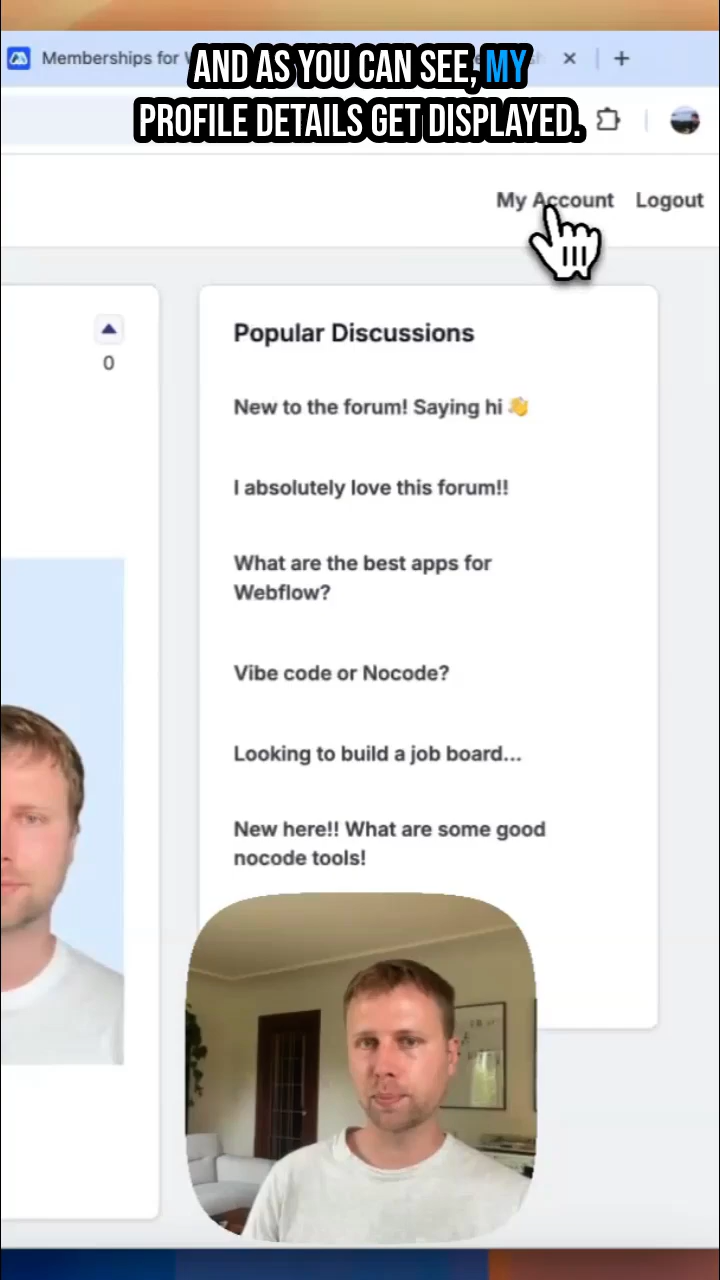 Memberships for
AND AS YOU CAN SEE, MY
PROFILE DETAILS GET DISPLAYED.
My Account Logout
0
Popular Discussions
New to the forum! Saying hi 👋
I absolutely love this forum!!
What are the best apps for
Webflow?
Vibe code or Nocode?
Looking to build a job board...
New here!! What are some good
nocode tools!